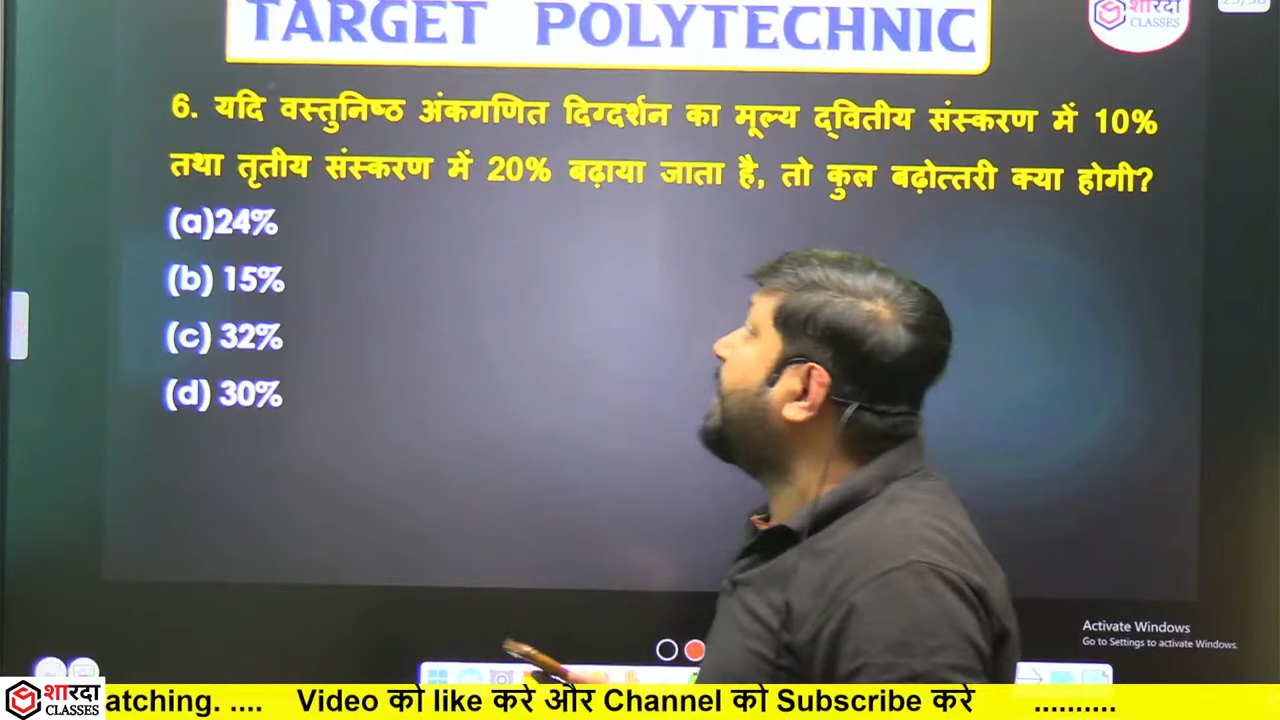 TARGET POLYTECHNIC
शारदा
CLASSES
6. यदि वस्तुनिष्ठ अंकगणित दिग्दर्शन का मूल्य द्वितीय संस्करण में 10%
तथा तृतीय संस्करण में 20% बढ़ाया जाता है, तो कुल बढ़ोत्तरी क्या होगी?
(a)24%
(b) 15%
(c) 32%
(d) 30%
Activate Windows
Go to Settings to activate Windows.
शारदा
CLASSES
atching. .... Video को like करे और Channel को Subscribe करे ..........